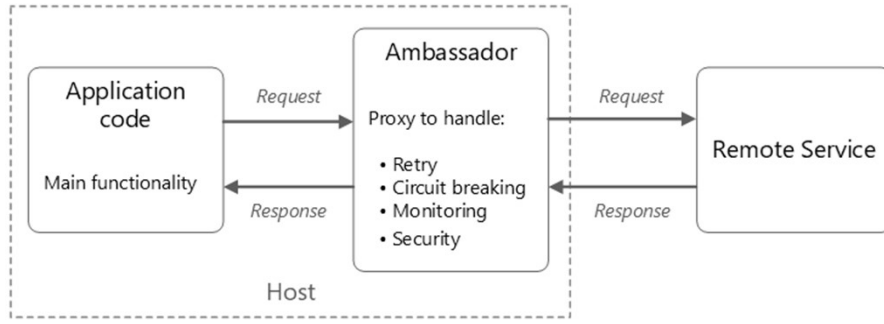 Application
code
Main functionality
Request
Response
Ambassador
Proxy to handle:
• Retry
• Circuit breaking
• Monitoring
• Security
Request
Response
Remote Service
Host